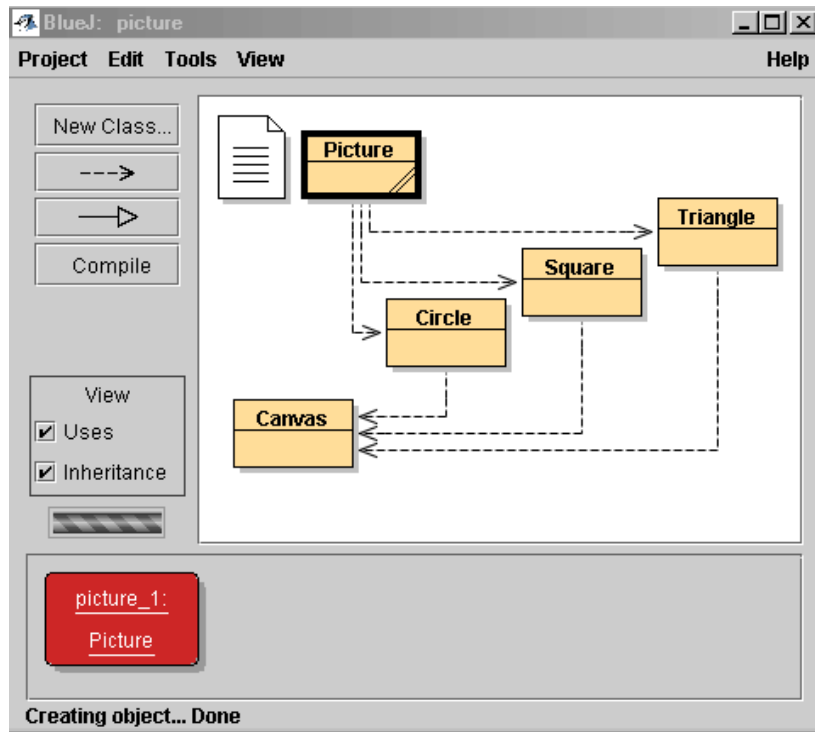 BlueJ: picture
Project Edit Tools View Help
New Class...
Compile
View
Uses
Inheritance
Picture
Triangle
Square
Circle
Canvas
picture_1:
Picture
Creating object... Done